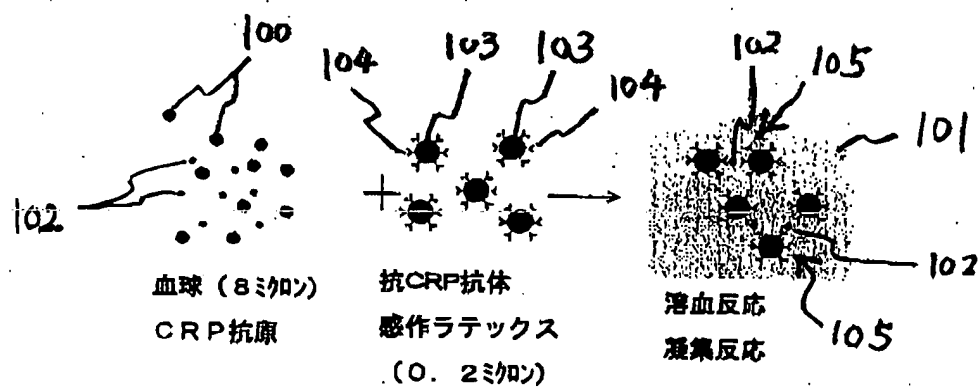 100
104
103
103
104
102
105
101
102
+
102
105
血球（8ミクロン）
CRP抗原
抗CRP抗体
感作ラテックス
（0．2ミクロン）
溶血反応
凝集反応